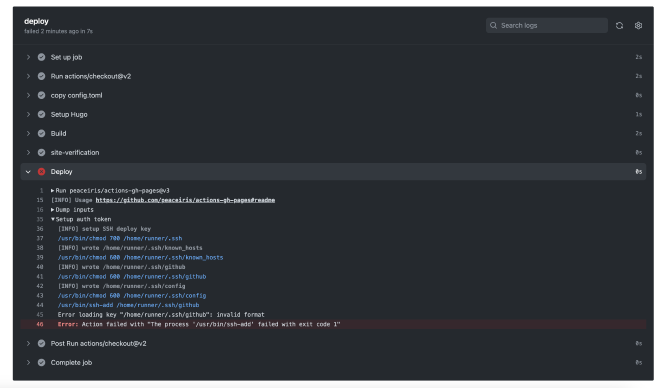 deploy
failed 2 minutes ago in 7s
Search logs
Set up job 2s
Run actions/checkout@v2 2s
copy config.toml 0s
Setup Hugo 1s
Build 2s
site-verification 0s
Deploy 0s
1 Run peaceiris/actions-gh-pages@v3
15 [INFO] Usage https://github.com/peaceiris/actions-gh-pages#readme
16 Dump inputs
35 Setup auth token
36 [INFO] setup SSH deploy key
37 /usr/bin/chmod 700 /home/runner/.ssh
38 [INFO] wrote /home/runner/.ssh/known_hosts
39 /usr/bin/chmod 600 /home/runner/.ssh/known_hosts
40 [INFO] wrote /home/runner/.ssh/github
41 /usr/bin/chmod 600 /home/runner/.ssh/github
42 [INFO] wrote /home/runner/.ssh/config
43 /usr/bin/chmod 600 /home/runner/.ssh/config
44 /usr/bin/ssh-add /home/runner/.ssh/github
45 Error loading key "/home/runner/.ssh/github": invalid format
46 Error: Action failed with "The process '/usr/bin/ssh-add' failed with exit code 1"
Post Run actions/checkout@v2 0s
Complete job 0s